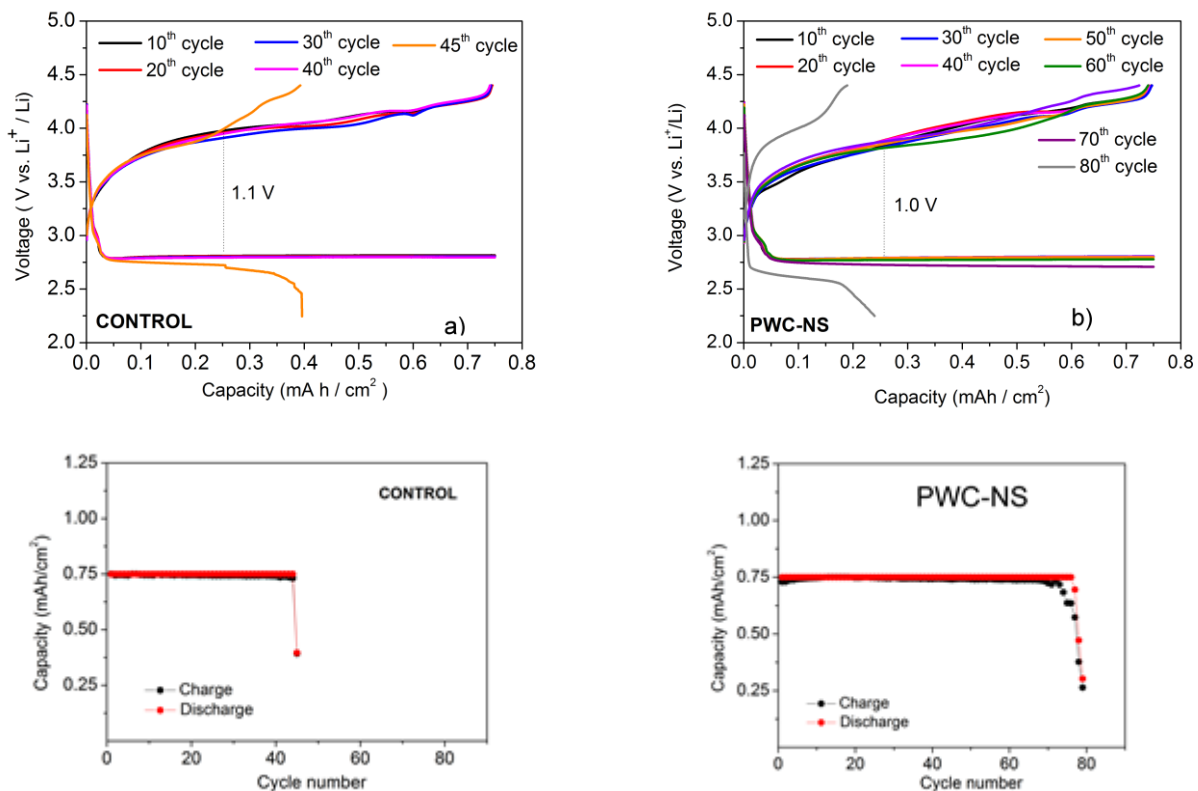 5.0
4.5
4.0
3.5
3.0
2.5
2.0
Voltage ( V vs. Li⁺ / Li)
10ᵗʰ cycle 30ᵗʰ cycle 45ᵗʰ cycle
20ᵗʰ cycle 40ᵗʰ cycle
1.1 V
CONTROL
a)
0.0 0.1 0.2 0.3 0.4 0.5 0.6 0.7 0.8
Capacity (mA h / cm² )
5.0
4.5
4.0
3.5
3.0
2.5
2.0
Voltage (V vs. Li⁺/Li)
10ᵗʰ cycle 30ᵗʰ cycle 50ᵗʰ cycle
20ᵗʰ cycle 40ᵗʰ cycle 60ᵗʰ cycle
70ᵗʰ cycle
80ᵗʰ cycle
1.0 V
PWC-NS
b)
0.0 0.1 0.2 0.3 0.4 0.5 0.6 0.7 0.8
Capacity (mAh / cm²)
1.25
1.00
0.75
0.50
0.25
Capacity (mAh/cm²)
CONTROL
Charge
Discharge
0 20 40 60 80
Cycle number
1.25
1.00
0.75
0.50
0.25
Capacity (mAh/cm²)
PWC-NS
Charge
Discharge
0 20 40 60 80
Cycle number